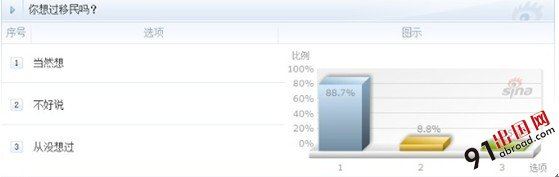 你想过移民吗?
序号 选项 图示
1 当然想
2 不好说
3 从没想过
比例
100%
80%
60%
40%
20%
0%
88.7%
8.8%
1 2 3 选项
sina
91出国网
abroad.com